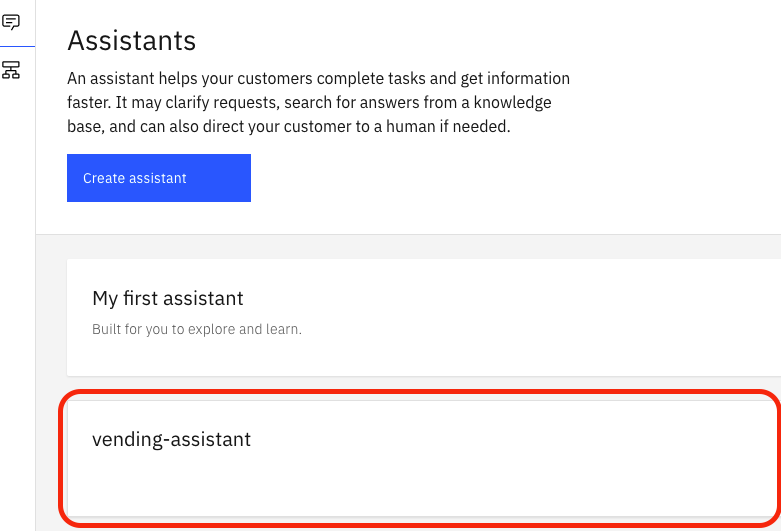 Assistants
An assistant helps your customers complete tasks and get information
faster. It may clarify requests, search for answers from a knowledge
base, and can also direct your customer to a human if needed.
Create assistant
My first assistant
Built for you to explore and learn.
vending-assistant